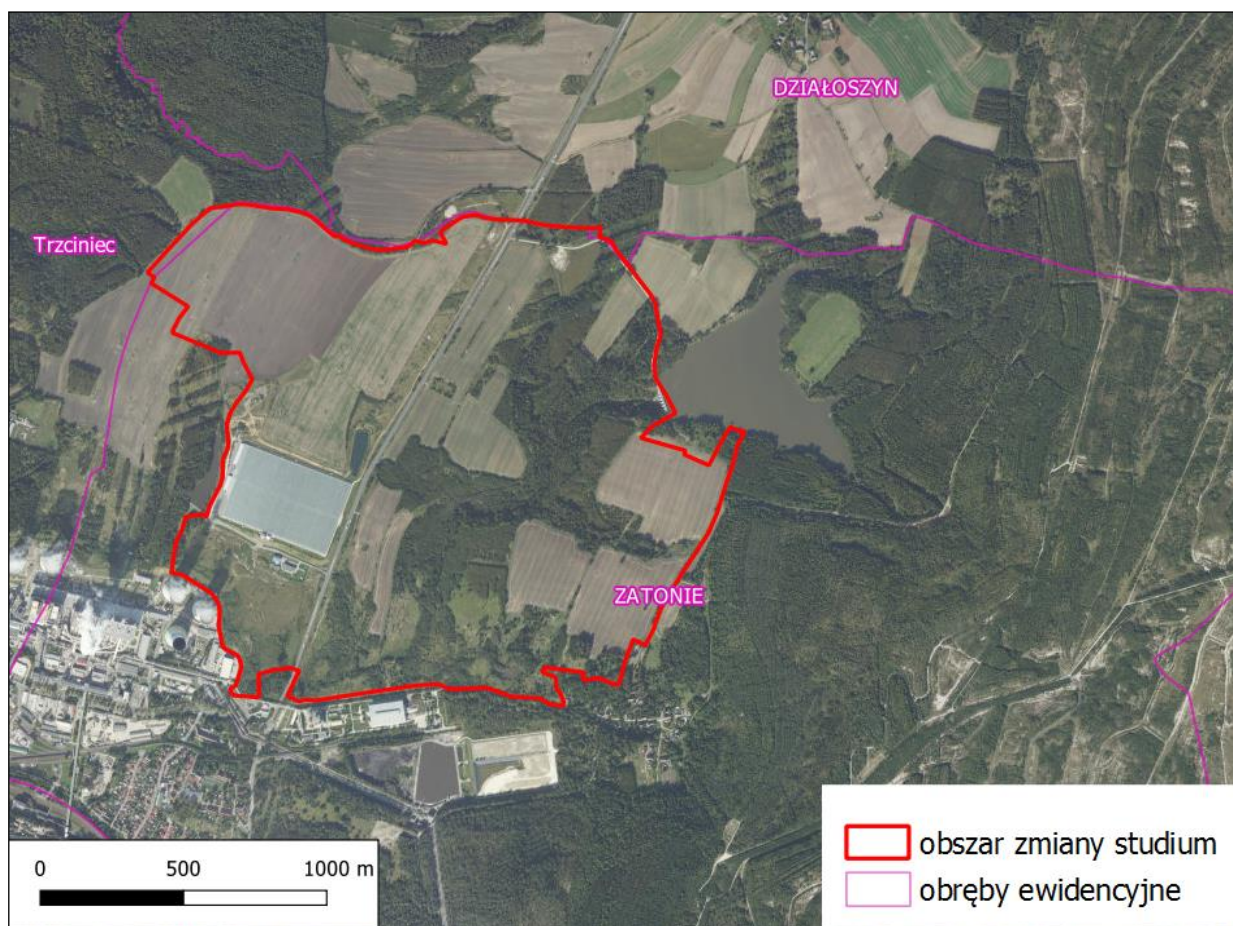 DZIAŁOSZYN
Trzciniec
ZATONIE
0 500 1000 m
obszar zmiany studium
obręby ewidencyjne